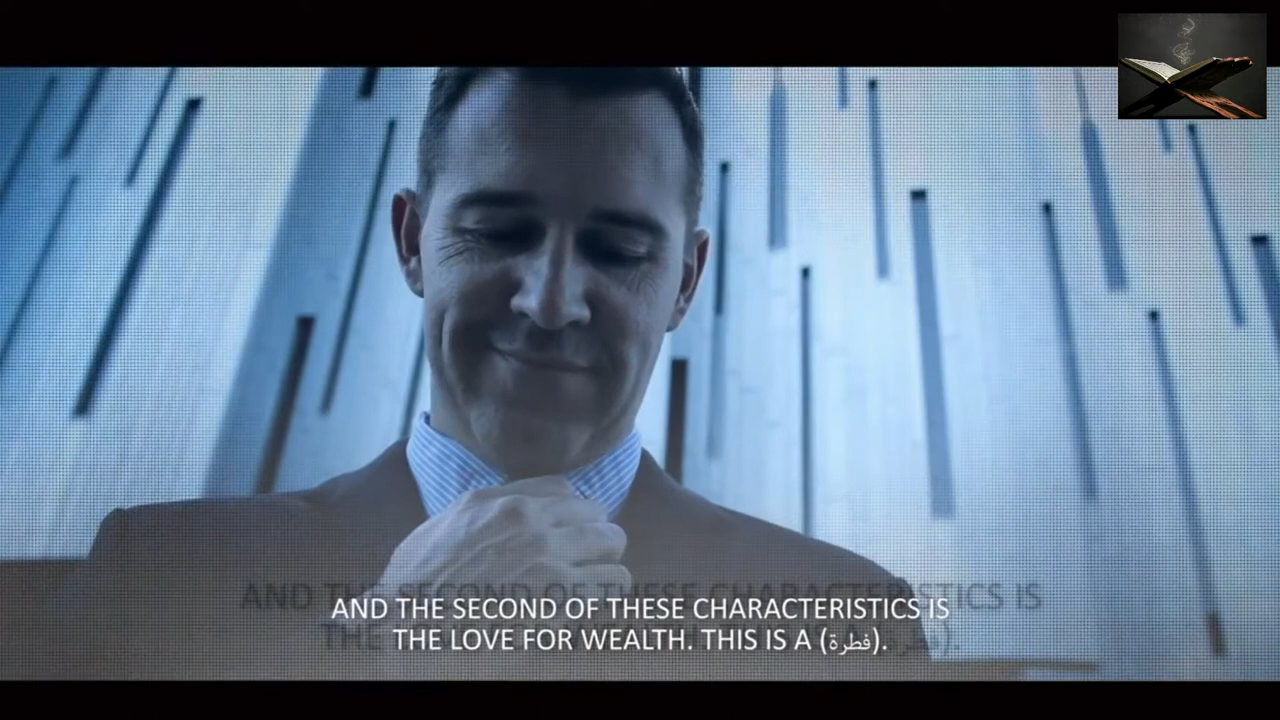 AND THE SECOND OF THESE CHARACTERISTICS IS
THE LOVE FOR WEALTH. THIS IS A (فطرة).